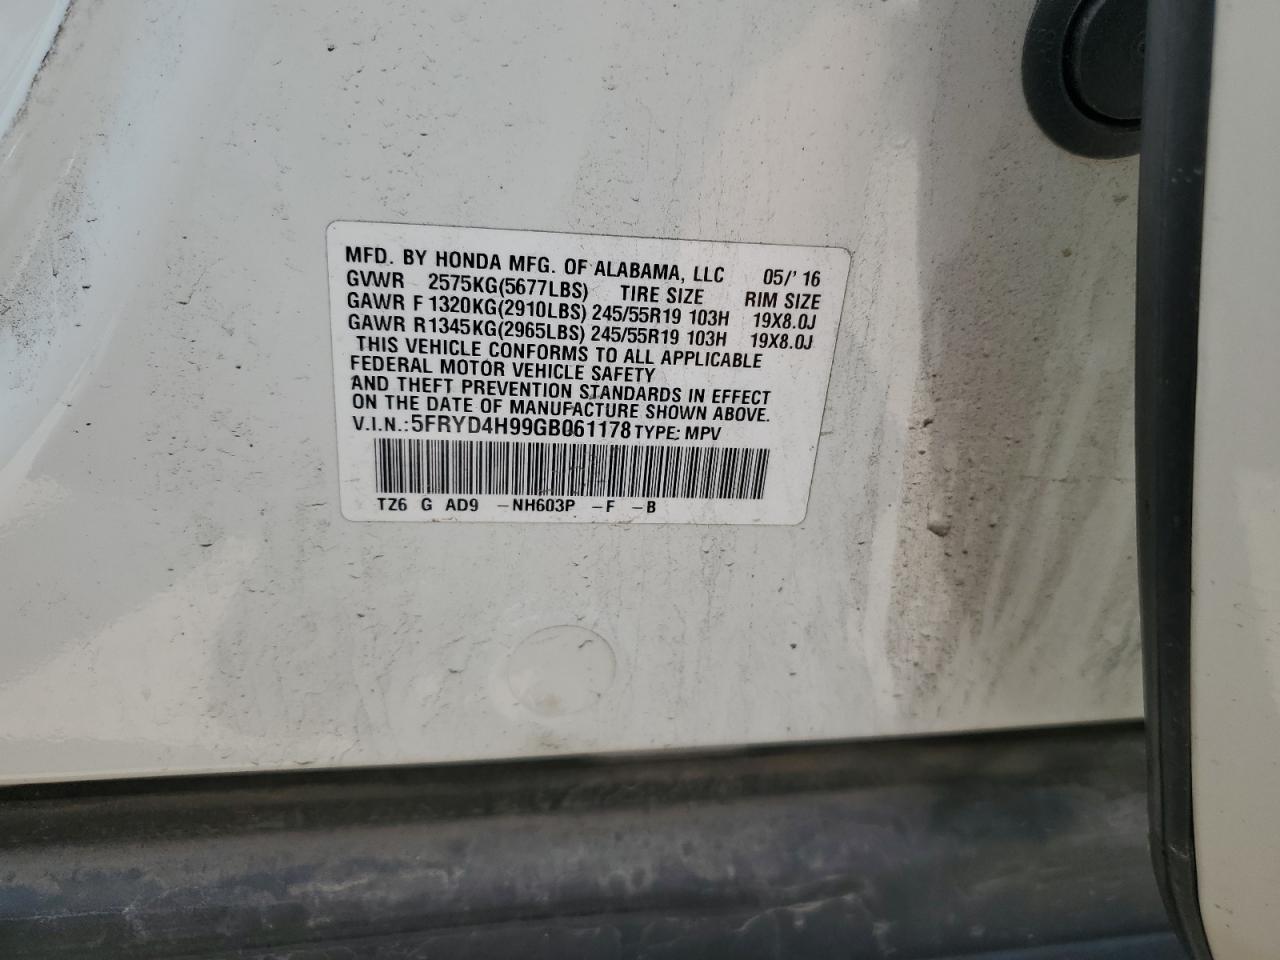 MFD. BY HONDA MFG. OF ALABAMA, LLC 05/'16
GVWR 2575KG(5677LBS) TIRE SIZE RIM SIZE
GAWR F 1320KG(2910LBS) 245/55R19 103H 19X8.0J
GAWR R1345KG(2965LBS) 245/55R19 103H 19X8.0J
THIS VEHICLE CONFORMS TO ALL APPLICABLE
FEDERAL MOTOR VEHICLE SAFETY
AND THEFT PREVENTION STANDARDS IN EFFECT
ON THE DATE OF MANUFACTURE SHOWN ABOVE.
V.I.N.:5FRYD4H99GB061178 TYPE: MPV
TZ6 G AD9 -NH603P -F -B